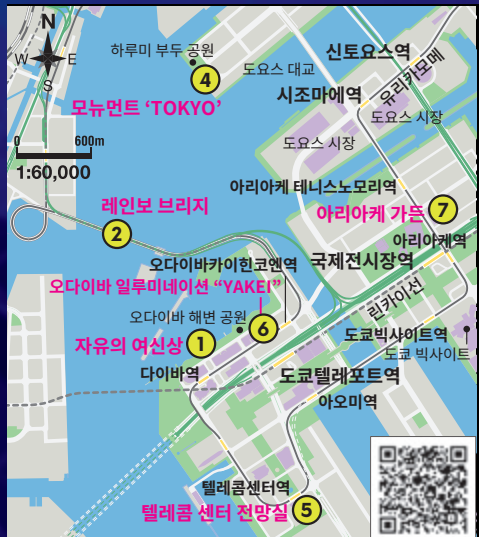 N
W
E
S
0 600m
1:60,000
하루미 부두 공원
4
모뉴먼트 ‘TOKYO’
도요스 대교
신토요스역
유리카모메
시조마에역
도요스 시장
도요스 시장
아리아케 테니스노모리역
레인보 브리지
2
아리아케 가든
7
아리아케역
오다이바카이힌코엔역
국제전시장역
오다이바 일루미네이션 “YAKEI”
린카이선
오다이바 해변 공원
6
자유의 여신상
1
도쿄빅사이트역
도쿄 빅사이트
다이바역
도쿄텔레포트역
아오미역
텔레콤센터역
텔레콤 센터 전망실
5